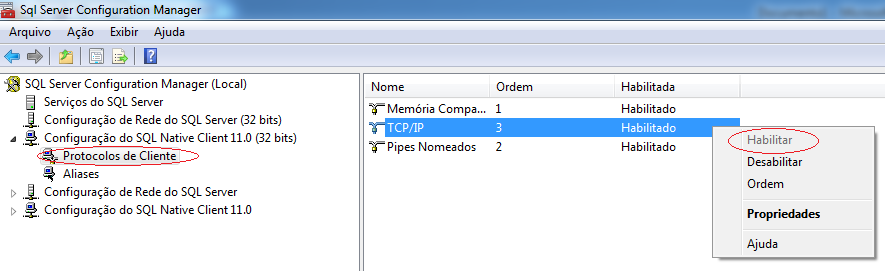 Sql Server Configuration Manager
Arquivo Ação Exibir Ajuda
SQL Server Configuration Manager (Local)
Serviços do SQL Server
Configuração de Rede do SQL Server (32 bits)
Configuração do SQL Native Client 11.0 (32 bits)
Protocolos de Cliente
Aliases
Configuração de Rede do SQL Server
Configuração do SQL Native Client 11.0
Nome Ordem Habilitada
Memória Compa... 1 Habilitado
TCP/IP 3 Habilitado
Pipes Nomeados 2 Habilitado
Habilitar
Desabilitar
Ordem
Propriedades
Ajuda